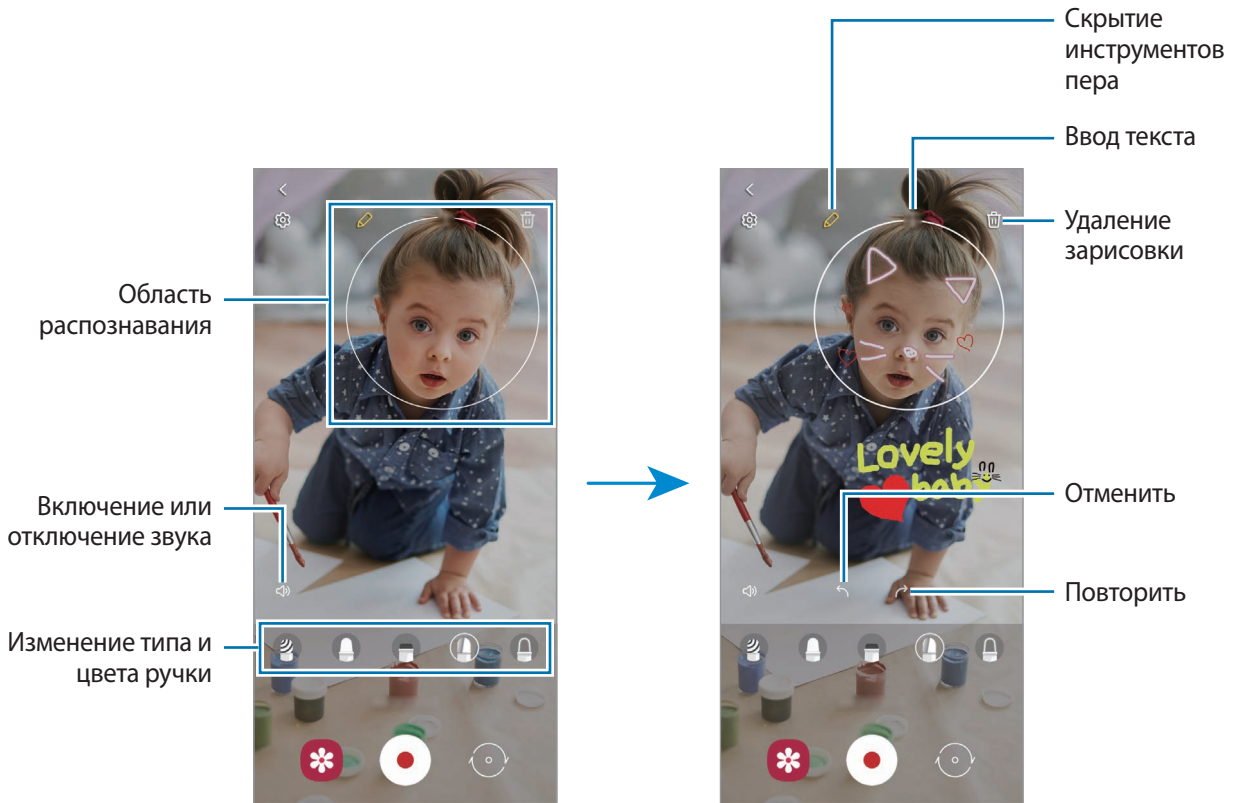 Скрытие
инструментов
пера
Ввод текста
Удаление
зарисовки
Область
распознавания
Lovely
baby
Включение или
отключение звука
Отменить
Повторить
Изменение типа и
цвета ручки